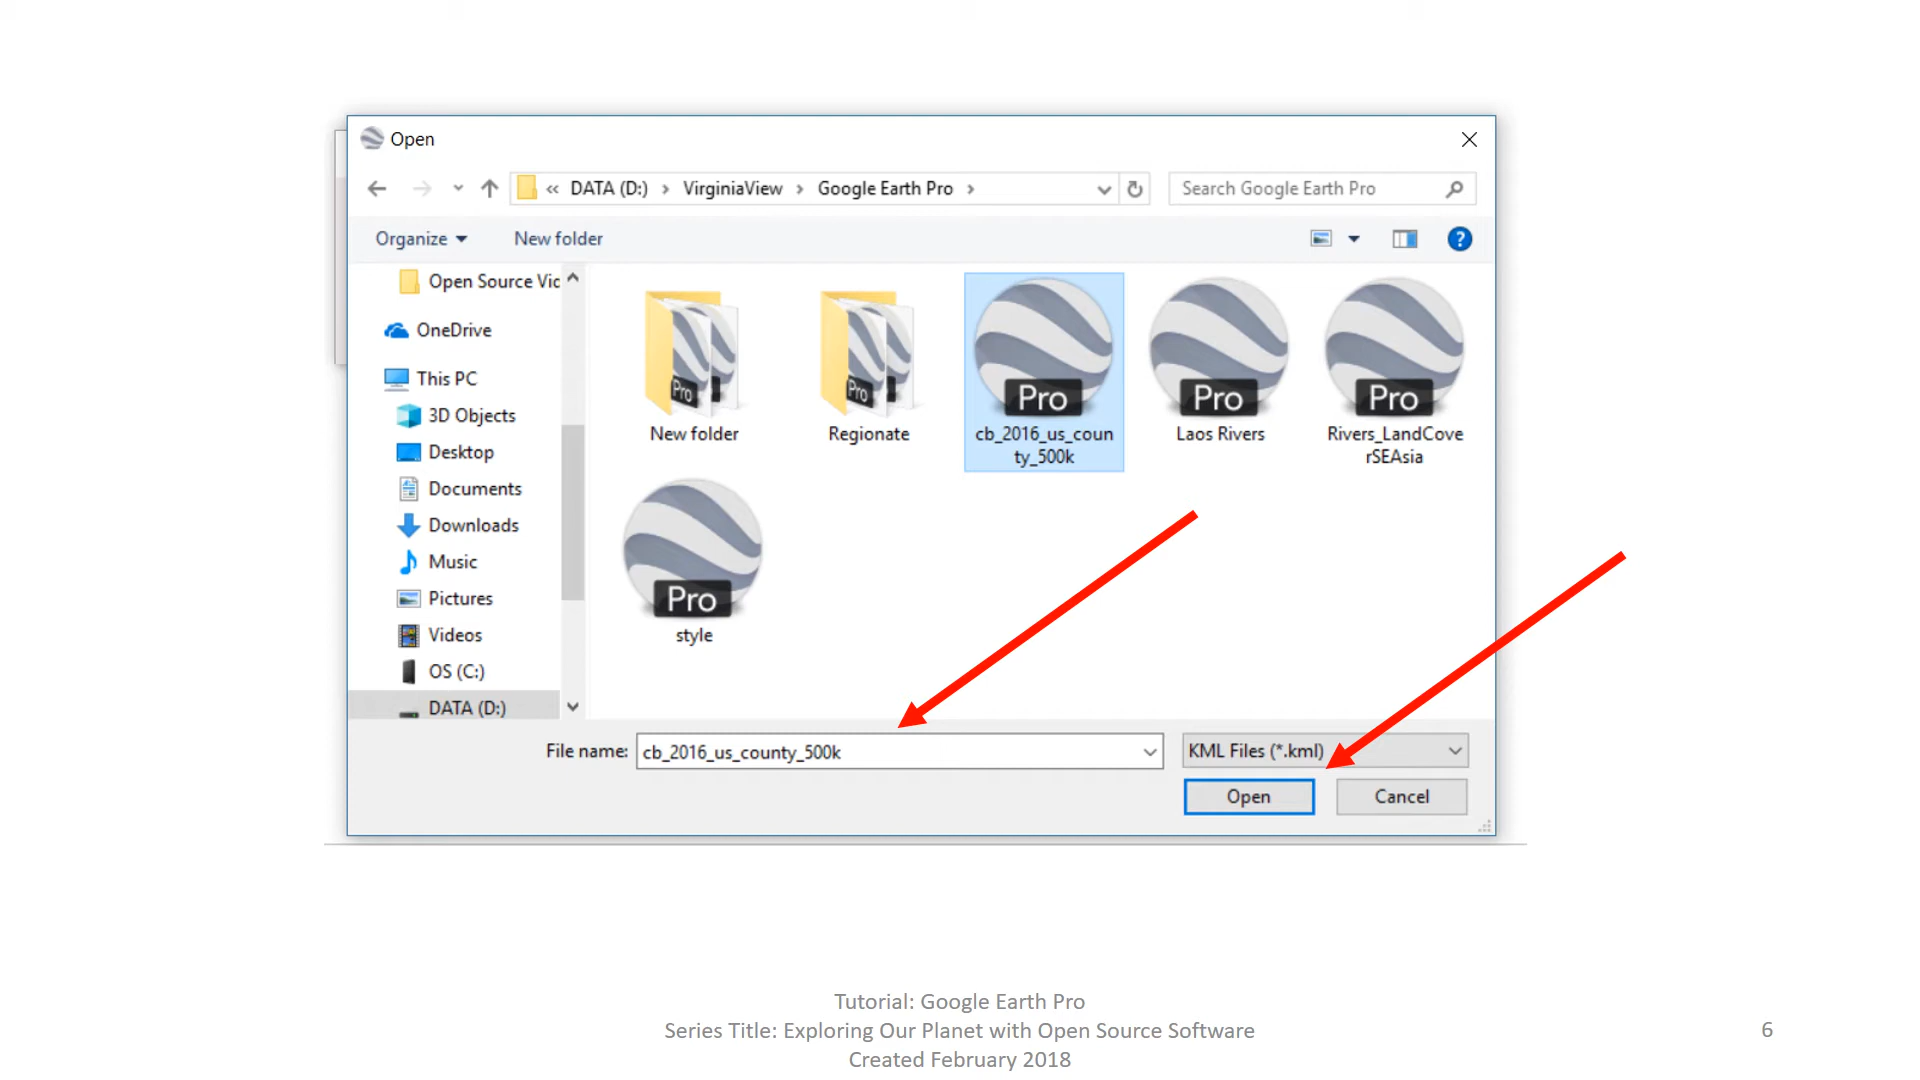 Open
« DATA (D:) › VirginiaView › Google Earth Pro ›
Search Google Earth Pro
Organize
New folder
?
Open Source Vic
OneDrive
This PC
3D Objects
Desktop
Documents
Downloads
Music
Pictures
Videos
OS (C:)
DATA (D:)
Pro
Pro
Pro
Pro
Pro
New folder
Regionate
cb_2016_us_coun
ty_500k
Laos Rivers
Rivers_LandCove
rSEAsia
Pro
style
File name:
cb_2016_us_county_500k
KML Files (*.kml)
Open
Cancel
Tutorial: Google Earth Pro
Series Title: Exploring Our Planet with Open Source Software
Created February 2018
6